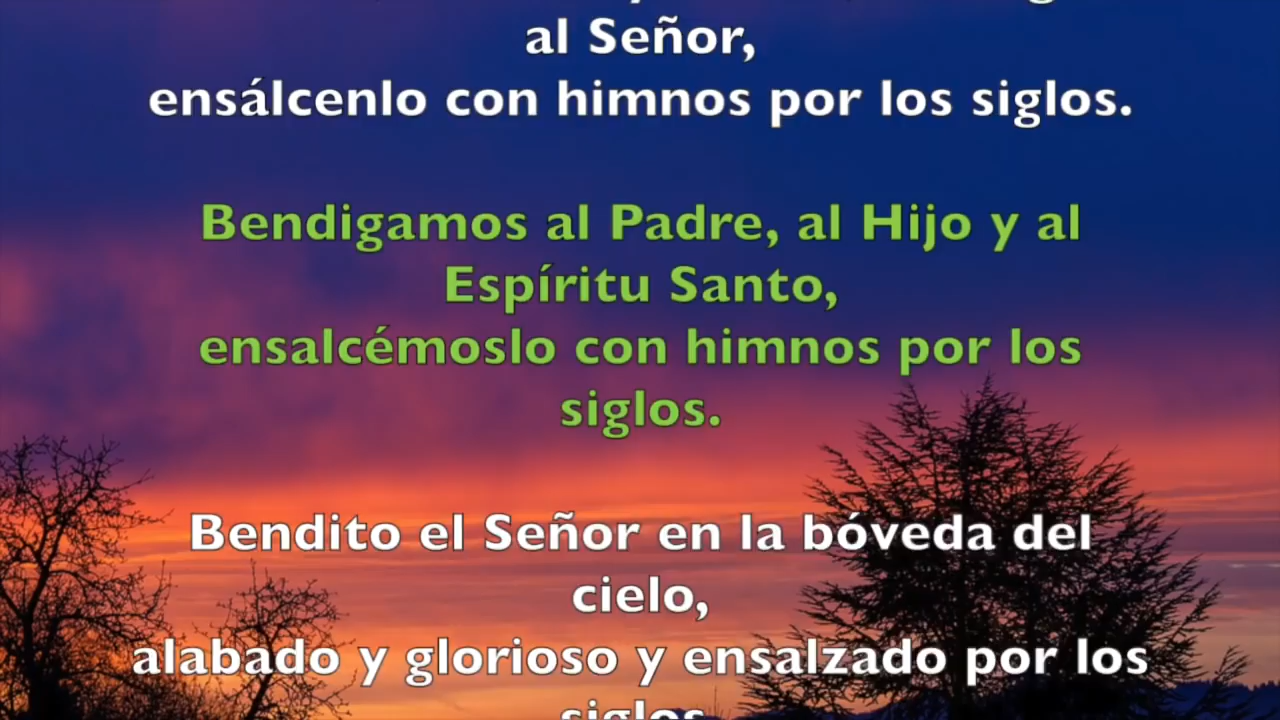 al Señor,
ensálcenlo con himnos por los siglos.
Bendigamos al Padre, al Hijo y al
Espíritu Santo,
ensalcémoslo con himnos por los
siglos.
Bendito el Señor en la bóveda del
cielo,
alabado y glorioso y ensalzado por los
siglos